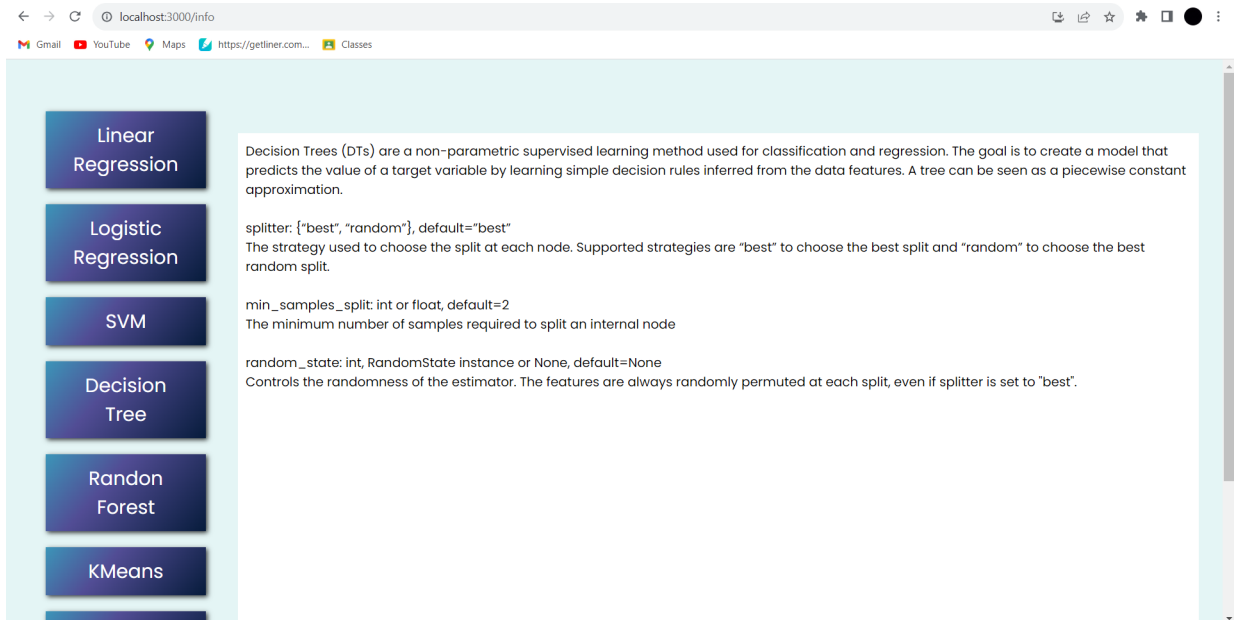 localhost:3000/info
Gmail YouTube Maps https://getliner.com... Classes
Linear
Regression
Logistic
Regression
SVM
Decision
Tree
Randon
Forest
KMeans
Decision Trees (DTs) are a non-parametric supervised learning method used for classification and regression. The goal is to create a model that
predicts the value of a target variable by learning simple decision rules inferred from the data features. A tree can be seen as a piecewise constant
approximation.
splitter: {“best”, “random”}, default=”best”
The strategy used to choose the split at each node. Supported strategies are “best” to choose the best split and “random” to choose the best
random split.
min_samples_split: int or float, default=2
The minimum number of samples required to split an internal node
random_state: int, RandomState instance or None, default=None
Controls the randomness of the estimator. The features are always randomly permuted at each split, even if splitter is set to "best".